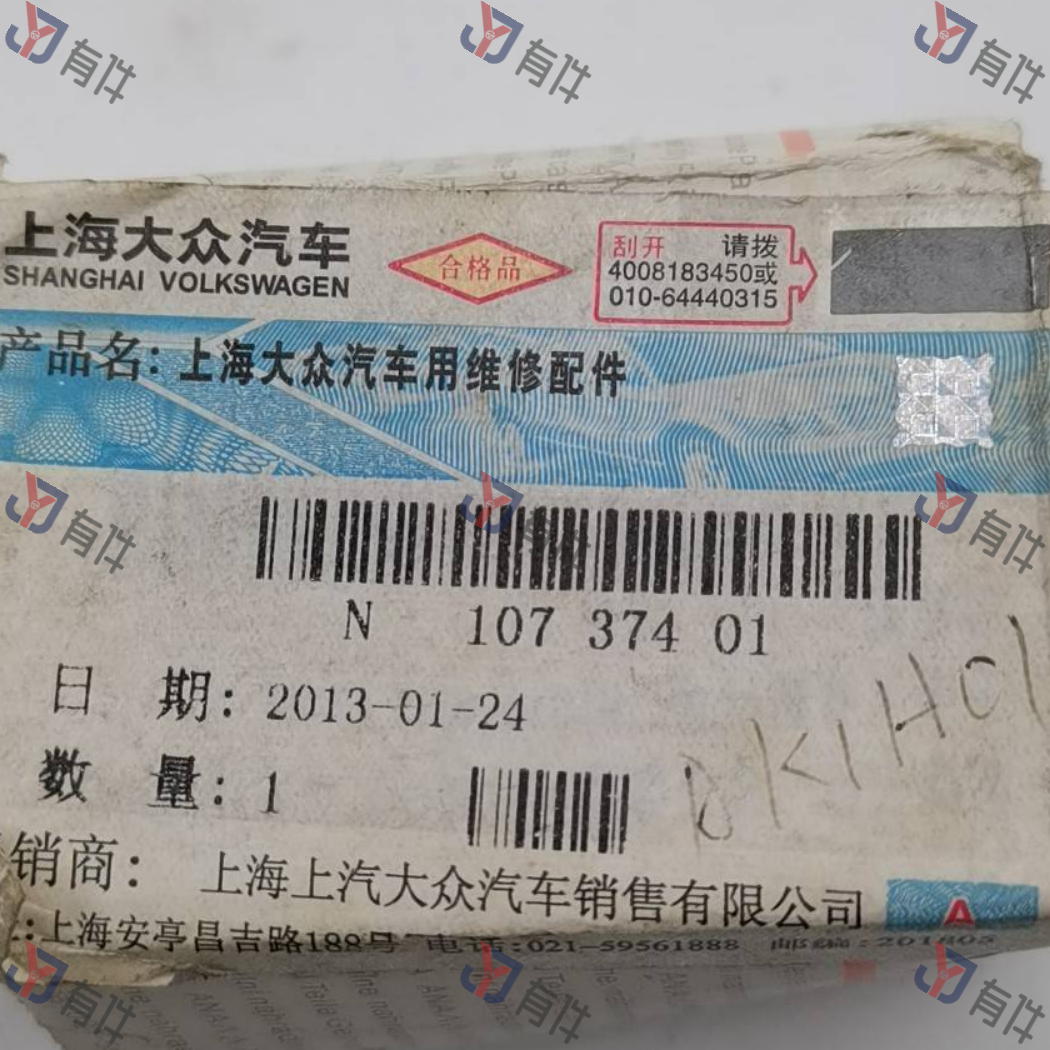 有件 有件 有件
上海大众汽车
SHANGHAI VOLKSWAGEN
合格品
刮开 请拨
4008183450或
010-64440315
产品名: 上海大众汽车用维修配件
有件 有件 有件
N 107 374 01
日 期: 2013-01-24
数 量: 1
销商: 上海上汽大众汽车销售有限公司
A
:上海安亭昌吉路188号 电话:021-59561888 邮编:201805
有件 有件 有件